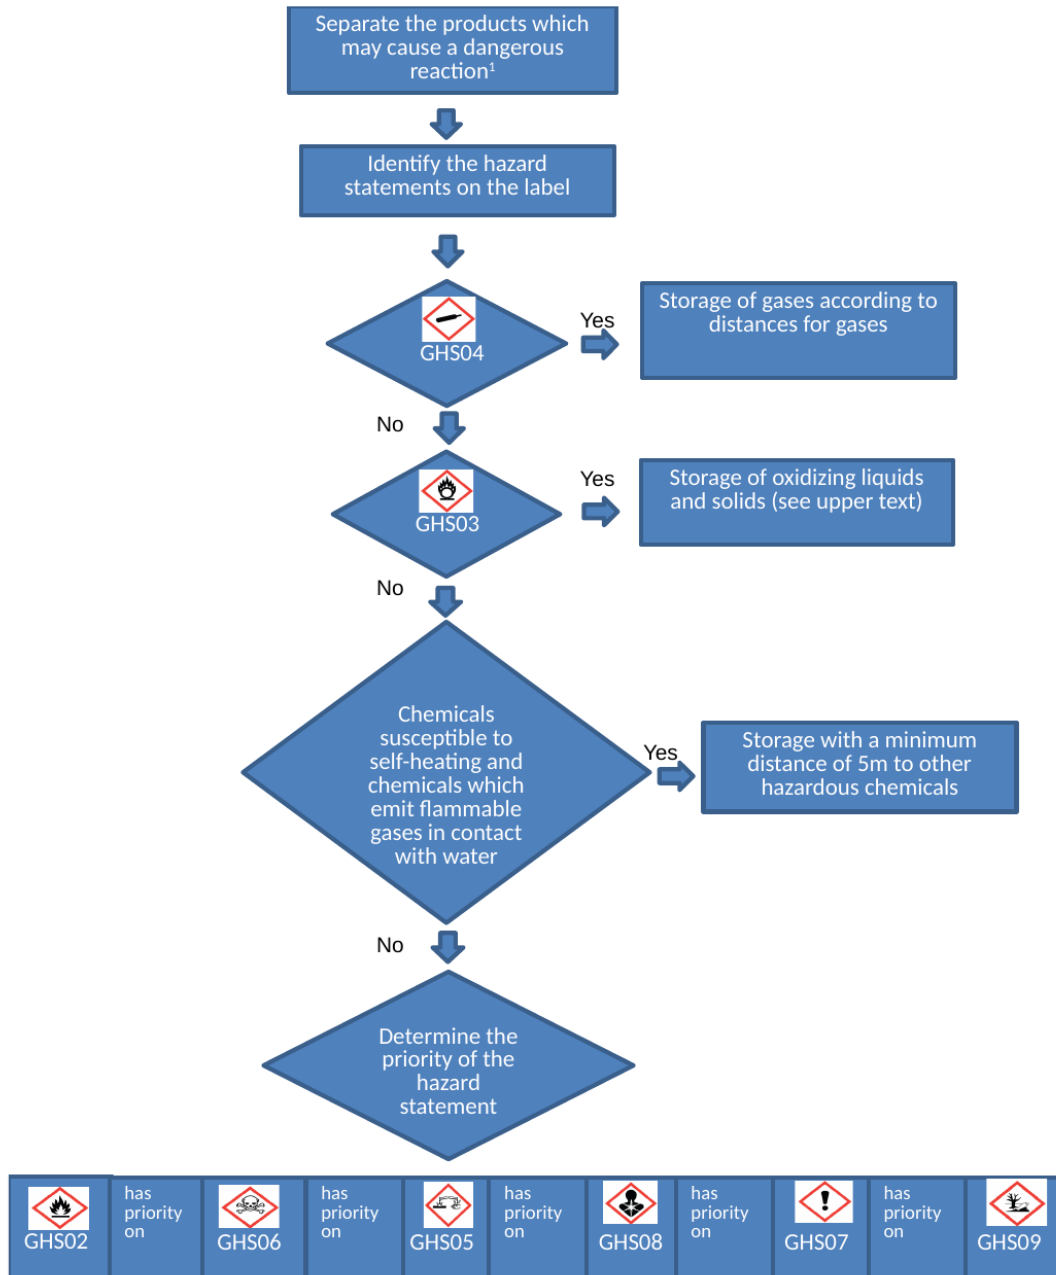 Separate the products which
may cause a dangerous
reaction¹
Identify the hazard
statements on the label
GHS04
Yes
Storage of gases according to
distances for gases
No
GHS03
Yes
Storage of oxidizing liquids
and solids (see upper text)
No
Chemicals
susceptible to
self-heating and
chemicals which
emit flammable
gases in contact
with water
Yes
Storage with a minimum
distance of 5m to other
hazardous chemicals
No
Determine the
priority of the
hazard
statement
GHS02
has
priority
on
GHS06
has
priority
on
GHS05
has
priority
on
GHS08
has
priority
on
GHS07
has
priority
on
GHS09